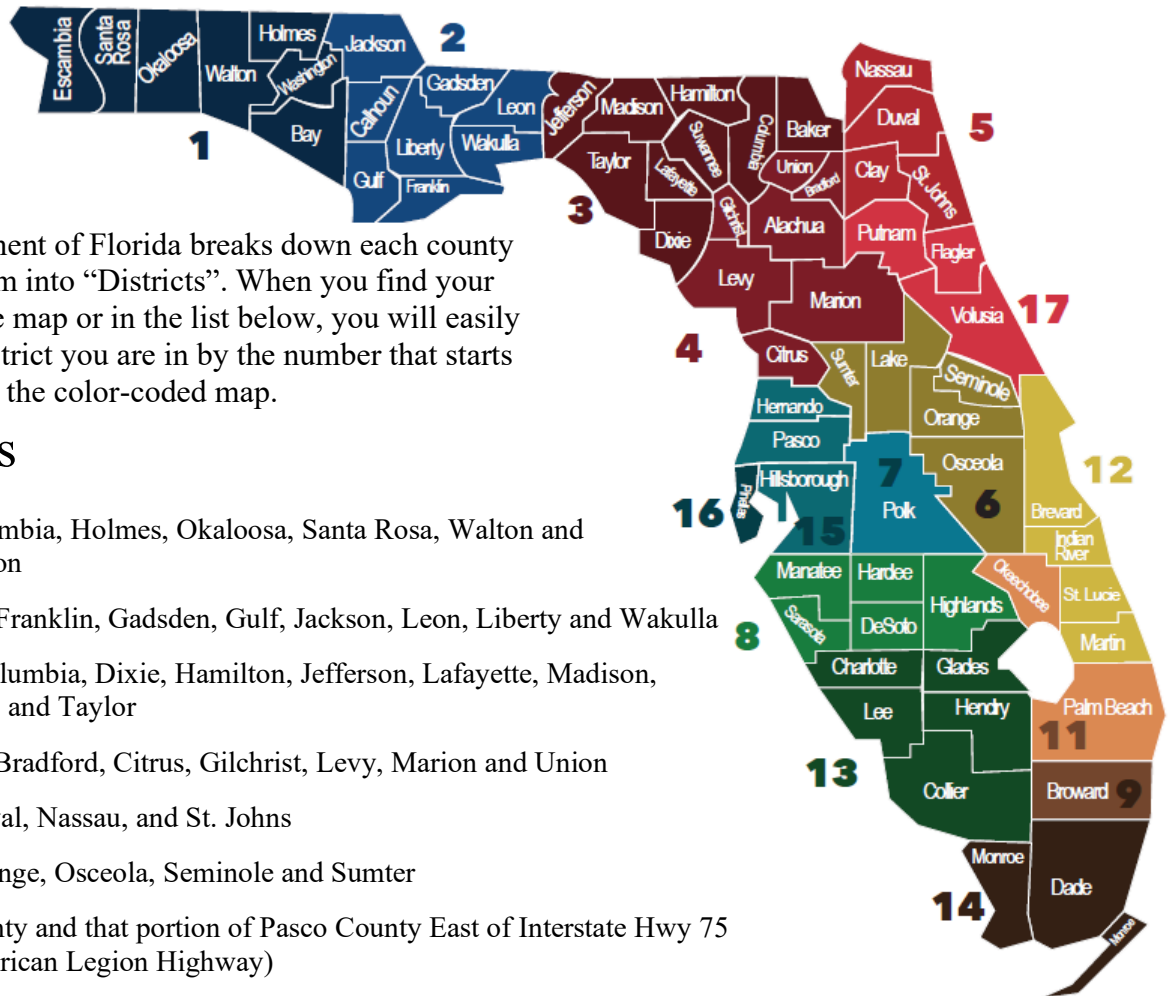 Escambia
Santa
Rosa
Okaloosa
Walton
Holmes
Washington
Bay
Jackson
2
1
Calhoun
Gadsden
Leon
Liberty
Wakulla
Gulf
Franklin
Jefferson
Madison
Hamilton
Taylor
Suwannee
Lafayette
Columbia
Baker
Union
Bradford
3
Dixie
Gilchrist
Alachua
Levy
Marion
4
Citrus
Nassau
Duval
5
Clay
St. Johns
Putnam
Flagler
Volusia
17
Sumter
Lake
Seminole
Orange
Osceola
6
Hernando
Pasco
Hillsborough
15
Pinellas
16
7
Polk
12
Brevard
Indian
River
St. Lucie
Martin
Okeechobee
Manatee
Hardee
Highlands
Sarasota
DeSoto
8
Charlotte
Glades
Lee
Hendry
Collier
13
Palm Beach
11
Broward
9
Monroe
Dade
14
Monroe
ment of Florida breaks down each county
m into “Districts”. When you find your
e map or in the list below, you will easily
strict you are in by the number that starts
the color-coded map.
s
mbia, Holmes, Okaloosa, Santa Rosa, Walton and
on
Franklin, Gadsden, Gulf, Jackson, Leon, Liberty and Wakulla
lumbia, Dixie, Hamilton, Jefferson, Lafayette, Madison,
and Taylor
Bradford, Citrus, Gilchrist, Levy, Marion and Union
val, Nassau, and St. Johns
nge, Osceola, Seminole and Sumter
nty and that portion of Pasco County East of Interstate Hwy 75
rican Legion Highway)